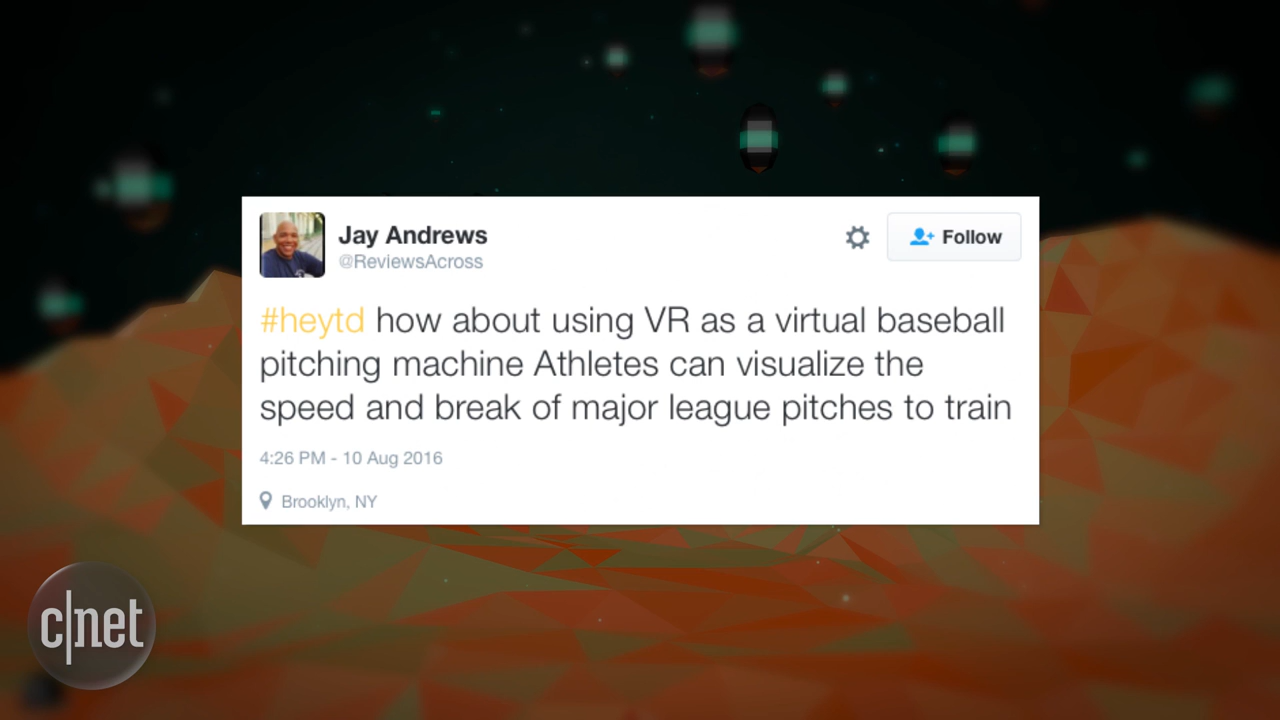 Jay Andrews
@ReviewsAcross
Follow
#heytd how about using VR as a virtual baseball
pitching machine Athletes can visualize the
speed and break of major league pitches to train
4:26 PM - 10 Aug 2016
Brooklyn, NY
c|net